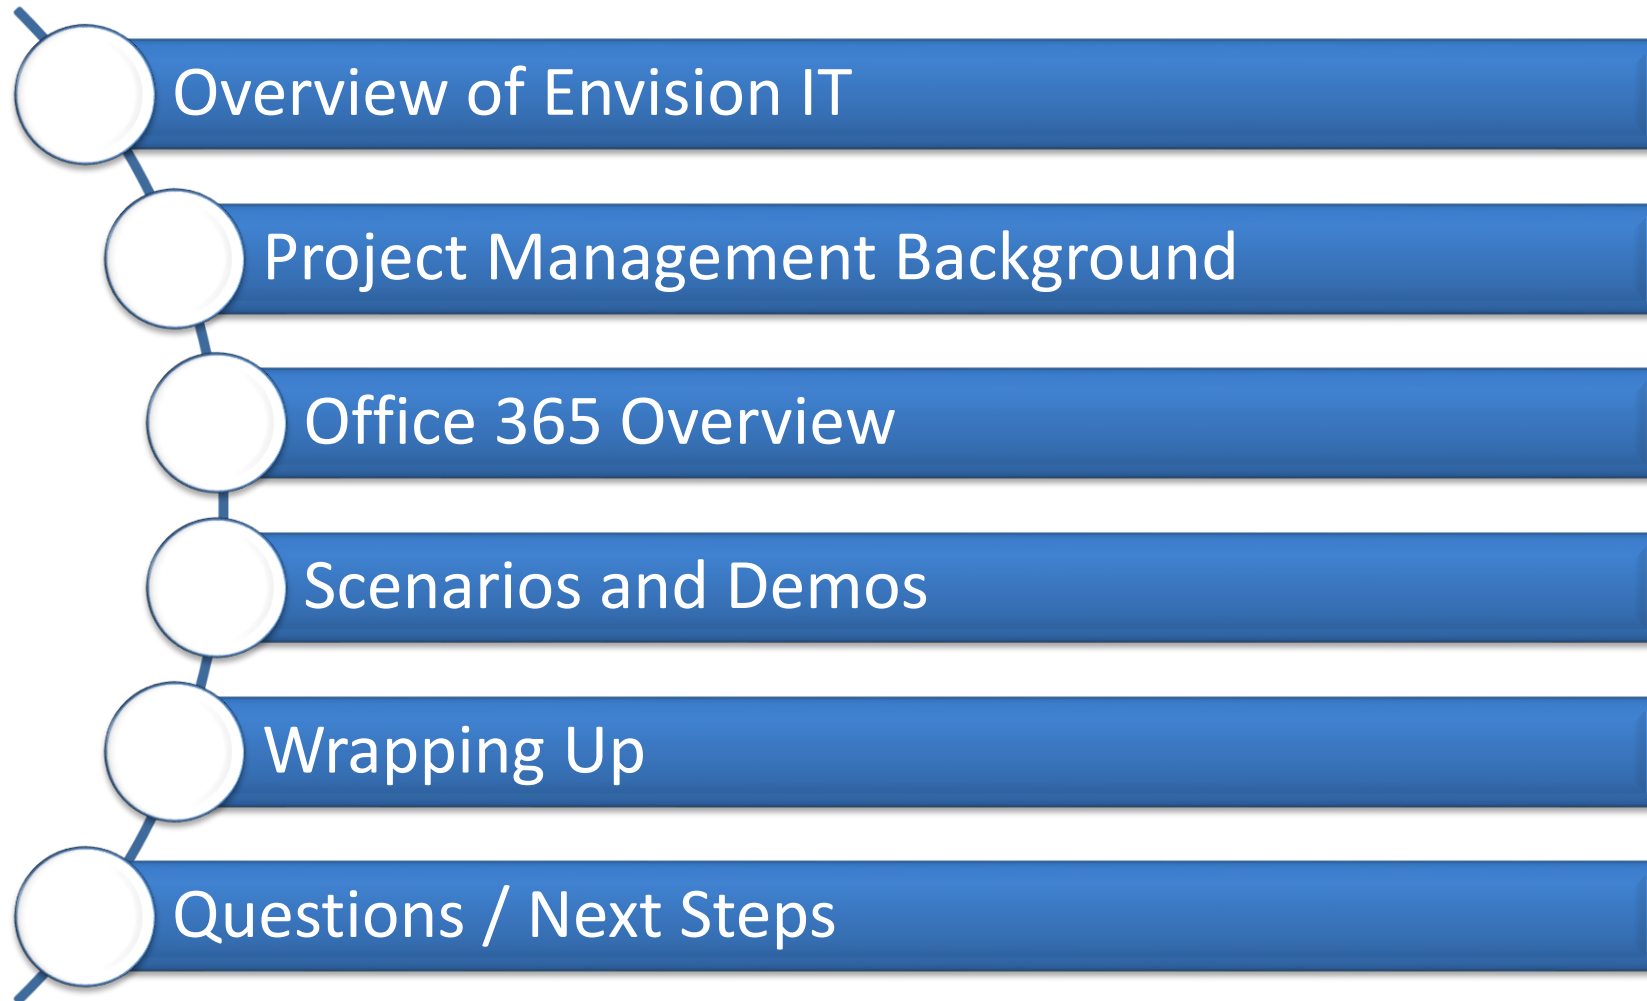 Overview of Envision IT
Project Management Background
Office 365 Overview
Scenarios and Demos
Wrapping Up
Questions / Next Steps